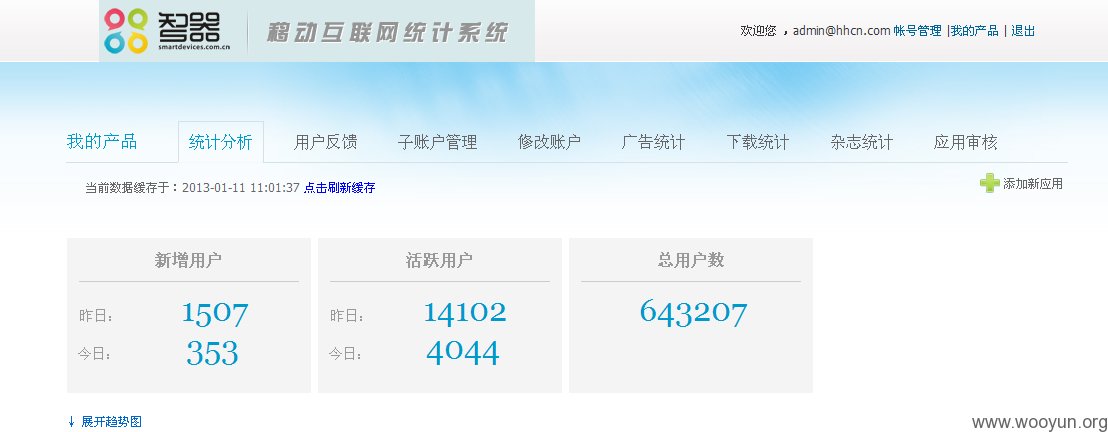 智器
smartdevices.com.cn
移动互联网统计系统
欢迎您 ，admin@hhcn.com 帐号管理 |我的产品 | 退出
我的产品 统计分析 用户反馈 子账户管理 修改账户 广告统计 下载统计 杂志统计 应用审核
当前数据缓存于：2013-01-11 11:01:37 点击刷新缓存
添加新应用
新增用户 活跃用户 总用户数
昨日： 1507 昨日： 14102 643207
今日： 353 今日： 4044
↓ 展开趋势图
www.wooyun.org